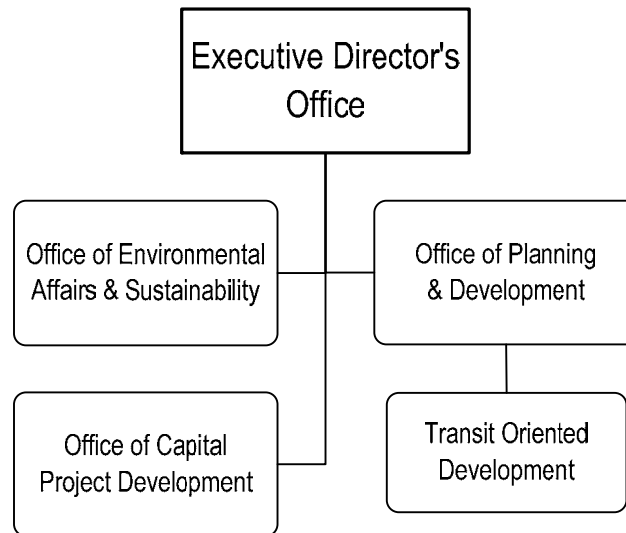 Executive Director's
Office
Office of Environmental
Affairs & Sustainability
Office of Planning
& Development
Office of Capital
Project Development
Transit Oriented
Development